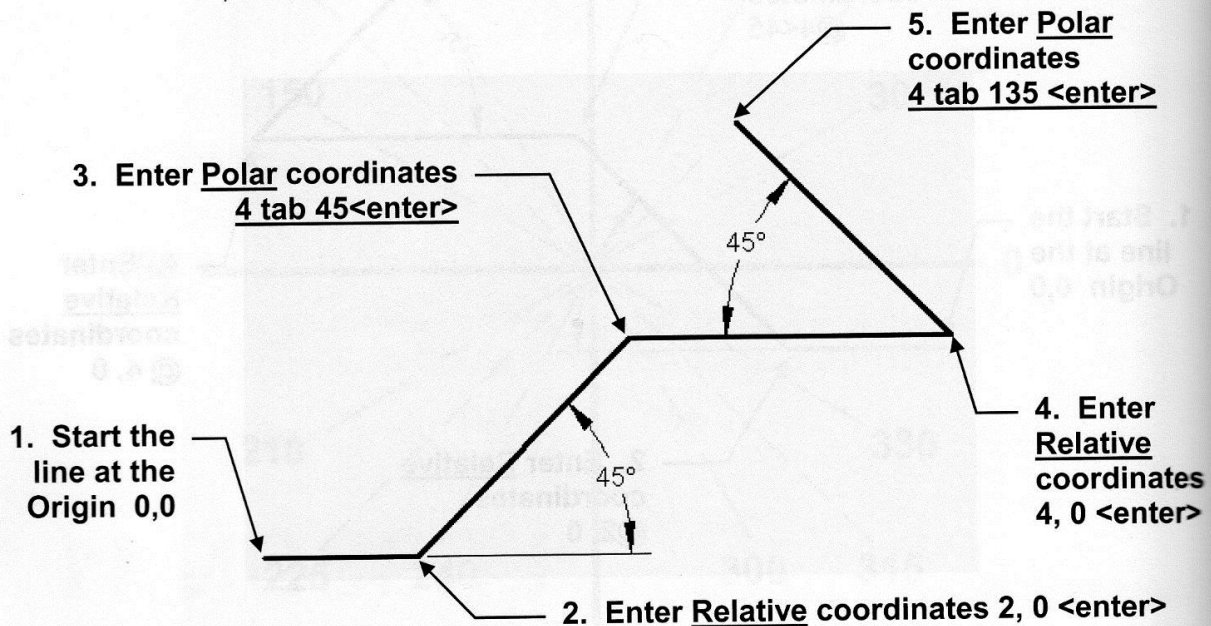 5. Enter Polar
coordinates
4 tab 135 <enter>
3. Enter Polar coordinates
4 tab 45<enter>
45°
1. Start the
line at the
Origin 0,0
45°
4. Enter
Relative
coordinates
4, 0 <enter>
2. Enter Relative coordinates 2, 0 <enter>